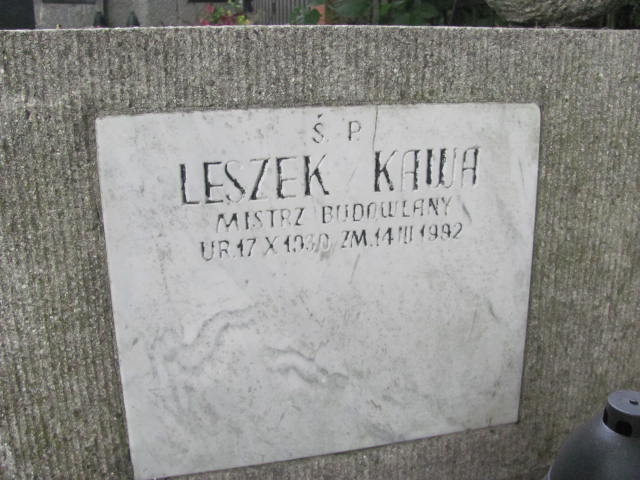 Ś. P.
LESZEK KAWA
MISTRZ BUDOWLANY
UR. 17 X 1930 ZM. 14 III 1992